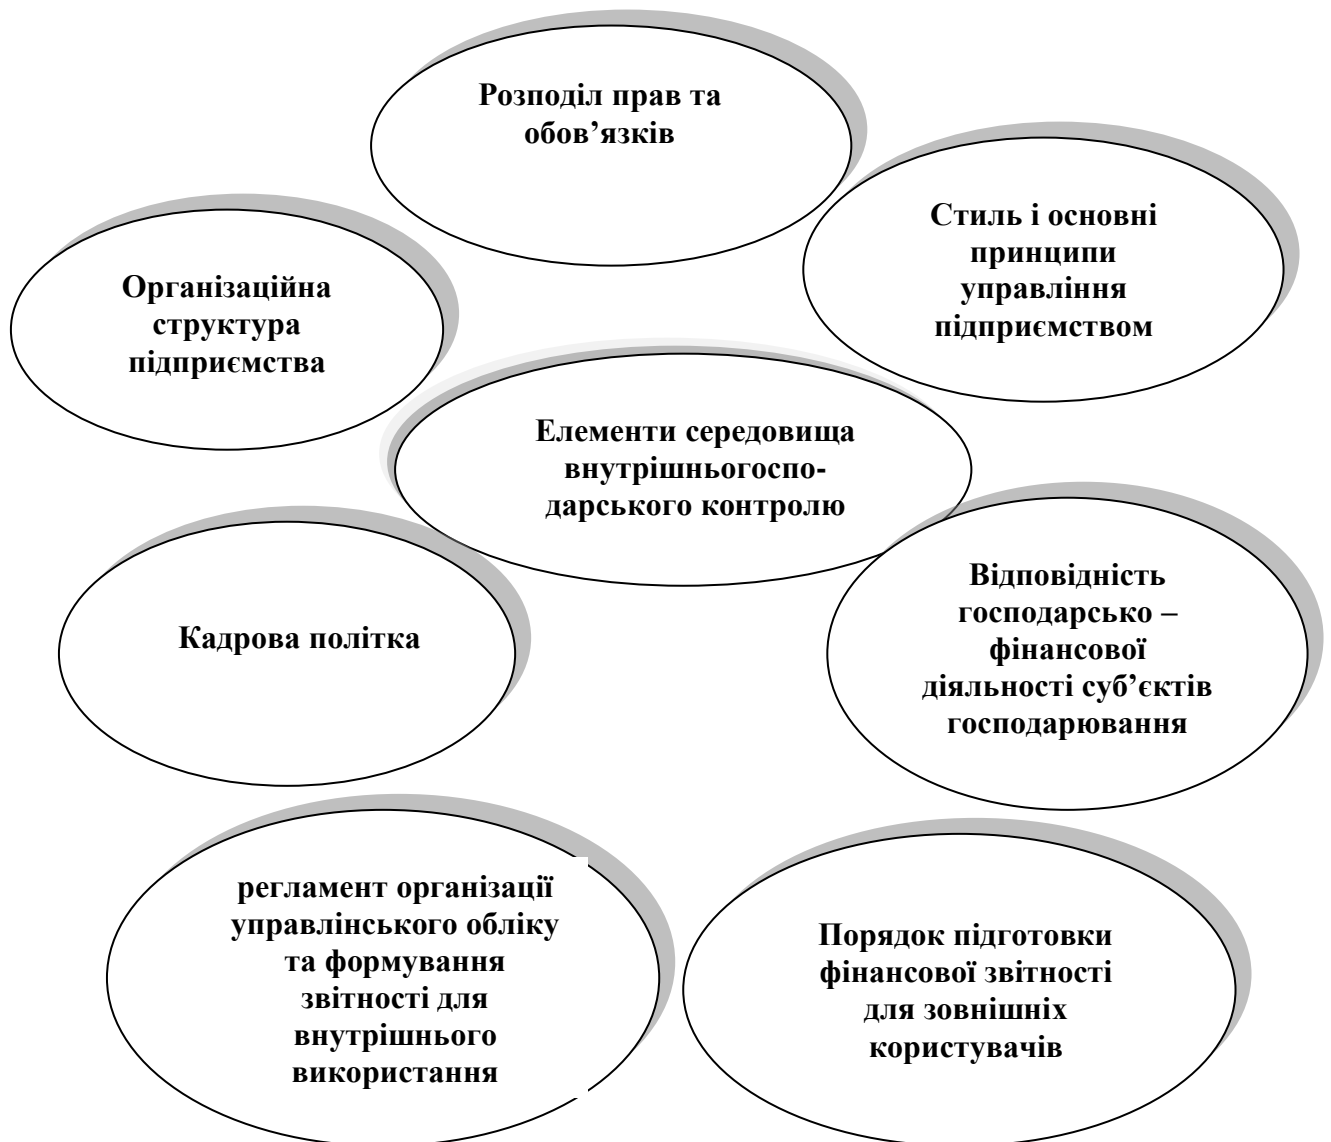 Розподіл прав та
обов’язків
Стиль і основні
принципи
управління
підприємством
Організаційна
структура
підприємства
Елементи середовища
внутрішньогоспо-
дарського контролю
Відповідність
господарсько –
фінансової
діяльності суб’єктів
господарювання
Кадрова політка
регламент організації
управлінського обліку
та формування
звітності для
внутрішнього
використання
Порядок підготовки
фінансової звітності
для зовнішніх
користувачів